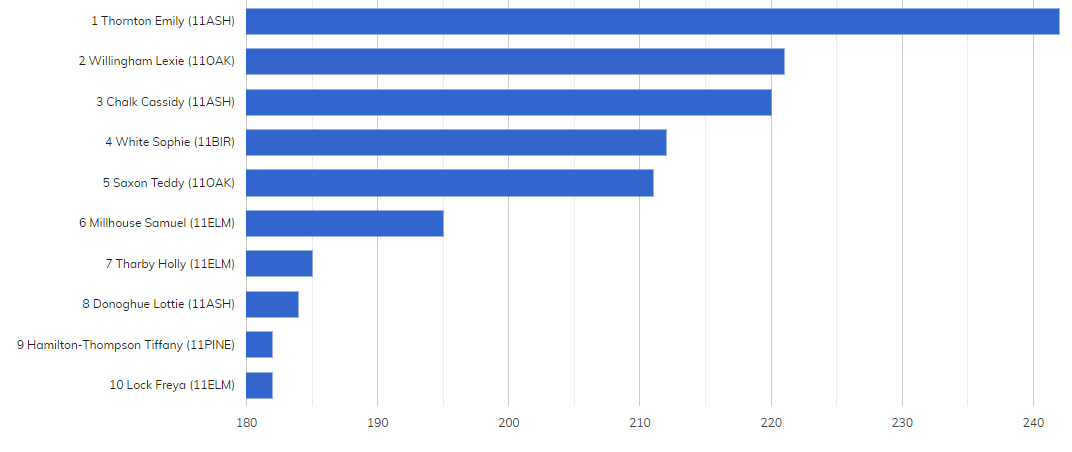 1 Thornton Emily (11ASH)
2 Willingham Lexie (11OAK)
3 Chalk Cassidy (11ASH)
4 White Sophie (11BIR)
5 Saxon Teddy (11OAK)
6 Millhouse Samuel (11ELM)
7 Tharby Holly (11ELM)
8 Donoghue Lottie (11ASH)
9 Hamilton-Thompson Tiffany (11PINE)
10 Lock Freya (11ELM)
180 190 200 210 220 230 240